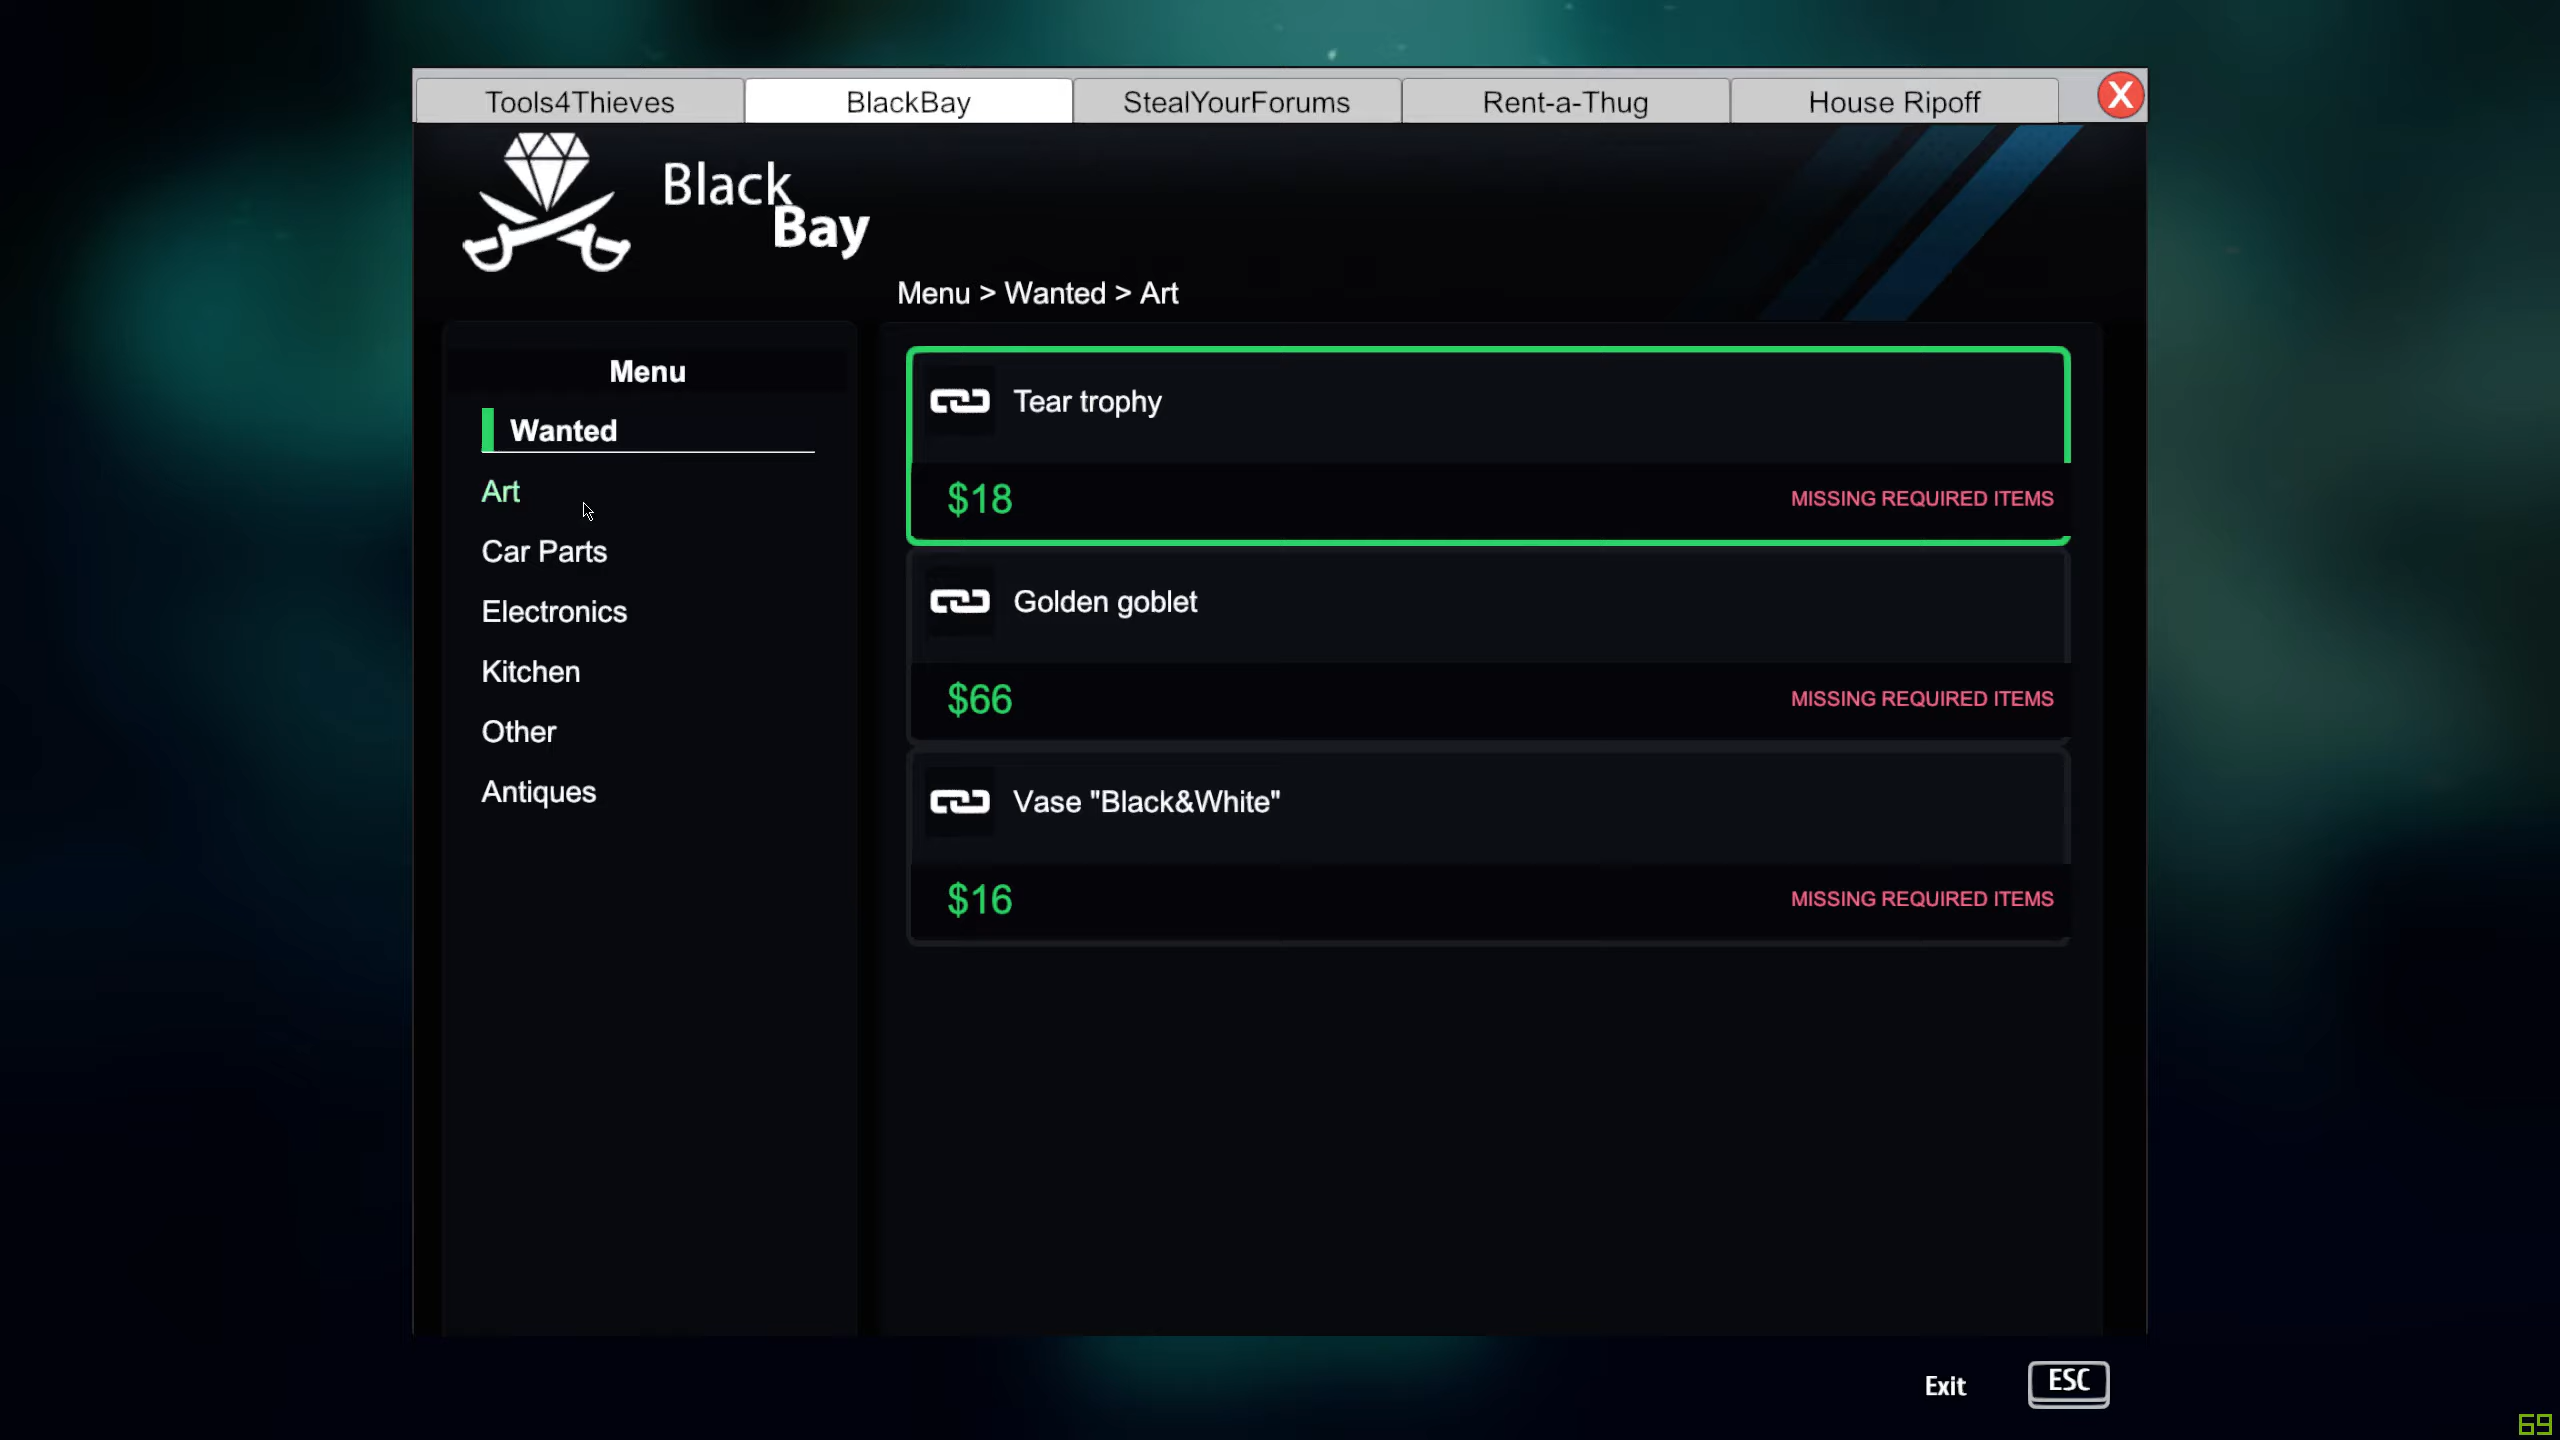 Tools4Thieves
BlackBay
StealYourForums
Rent-a-Thug
House Ripoff
X
Black
Bay
Menu > Wanted > Art
Menu
Wanted
Art
Car Parts
Electronics
Kitchen
Other
Antiques
Tear trophy
$18
MISSING REQUIRED ITEMS
Golden goblet
$66
MISSING REQUIRED ITEMS
Vase "Black&White"
$16
MISSING REQUIRED ITEMS
Exit
ESC
69